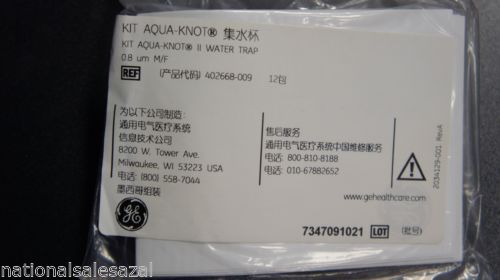 KIT AQUA-KNOT® 集水杯
KIT AQUA-KNOT® II WATER TRAP
0.8 um M/F
REF (产品代码) 402668-009 12包
为以下公司制造:
通用电气医疗系统
信息技术公司
8200 W. Tower Ave.
Milwaukee, WI 53223 USA
电话: (800) 558-7044
墨西哥组装
售后服务
通用电气医疗系统中国维修服务
电话: 800-810-8188
电话: 010-67882652
www.gehealthcare.com
2034129-001 RevA
GE
7347091021 LOT (批号)
nationalsalesazal